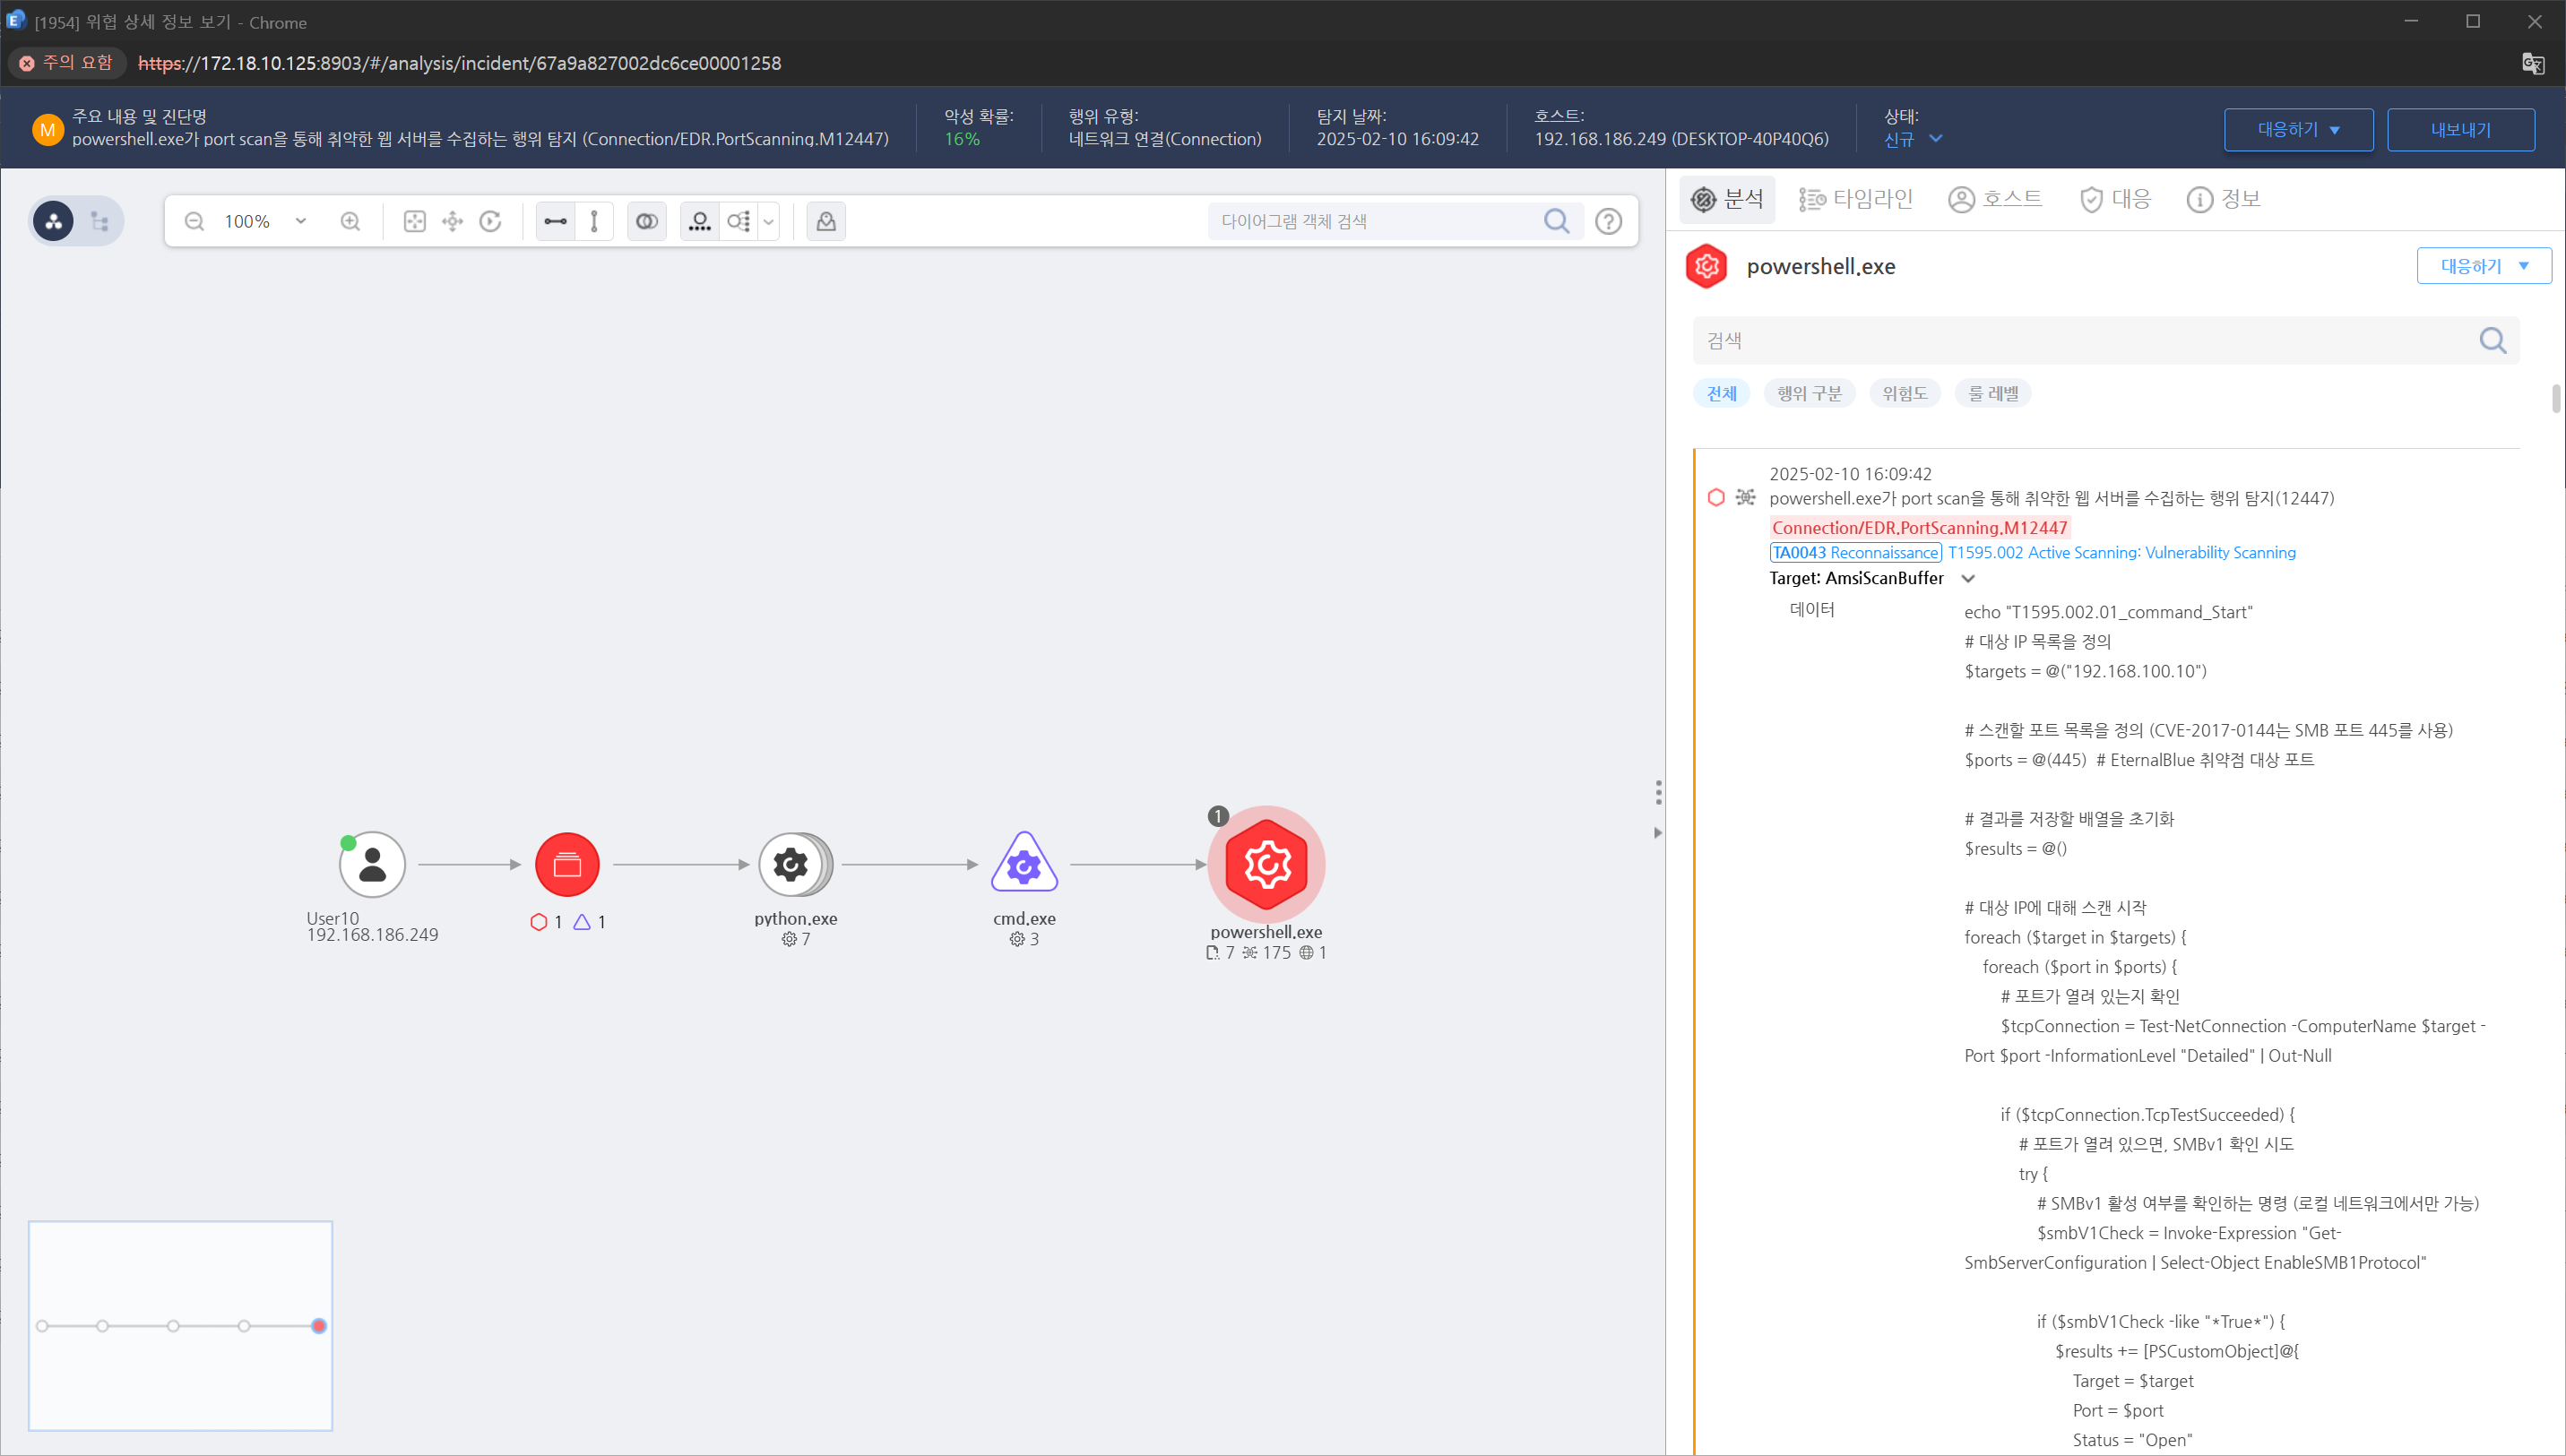 [1954] 위협 상세 정보 보기 - Chrome
주의 요함 https://172.18.10.125:8903/#/analysis/incident/67a9a827002dc6ce00001258
M
주요 내용 및 진단명
powershell.exe가 port scan을 통해 취약한 웹 서버를 수집하는 행위 탐지 (Connection/EDR.PortScanning.M12447)
악성 확률:
16%
행위 유형:
네트워크 연결(Connection)
탐지 날짜:
2025-02-10 16:09:42
호스트:
192.168.186.249 (DESKTOP-40P40Q6)
상태:
신규
대응하기
내보내기
100%
다이어그램 객체 검색
User10
192.168.186.249
1 1
python.exe
7
cmd.exe
3
1
powershell.exe
7 175 1
분석 타임라인 호스트 대응 정보
powershell.exe
대응하기
검색
전체 행위 구분 위험도 룰 레벨
2025-02-10 16:09:42
powershell.exe가 port scan을 통해 취약한 웹 서버를 수집하는 행위 탐지(12447)
Connection/EDR.PortScanning.M12447
TA0043 Reconnaissance T1595.002 Active Scanning: Vulnerability Scanning
Target: AmsiScanBuffer
데이터
echo "T1595.002.01_command_Start"
# 대상 IP 목록을 정의
$targets = @("192.168.100.10")
# 스캔할 포트 목록을 정의 (CVE-2017-0144는 SMB 포트 445를 사용)
$ports = @(445) # EternalBlue 취약점 대상 포트
# 결과를 저장할 배열을 초기화
$results = @()
# 대상 IP에 대해 스캔 시작
foreach ($target in $targets) {
foreach ($port in $ports) {
# 포트가 열려 있는지 확인
$tcpConnection = Test-NetConnection -ComputerName $target -
Port $port -InformationLevel "Detailed" | Out-Null
if ($tcpConnection.TcpTestSucceeded) {
# 포트가 열려 있으면, SMBv1 확인 시도
try {
# SMBv1 활성 여부를 확인하는 명령 (로컬 네트워크에서만 가능)
$smbV1Check = Invoke-Expression "Get-
SmbServerConfiguration | Select-Object EnableSMB1Protocol"
if ($smbV1Check -like "*True*") {
$results += [PSCustomObject]@{
Target = $target
Port = $port
Status = "Open"